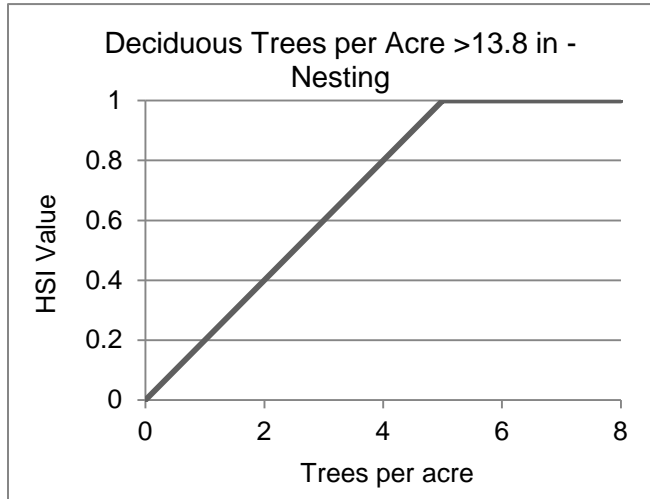 Deciduous Trees per Acre >13.8 in -
Nesting
1
0.8
0.6
0.4
0.2
0
HSI Value
0 2 4 6 8
Trees per acre